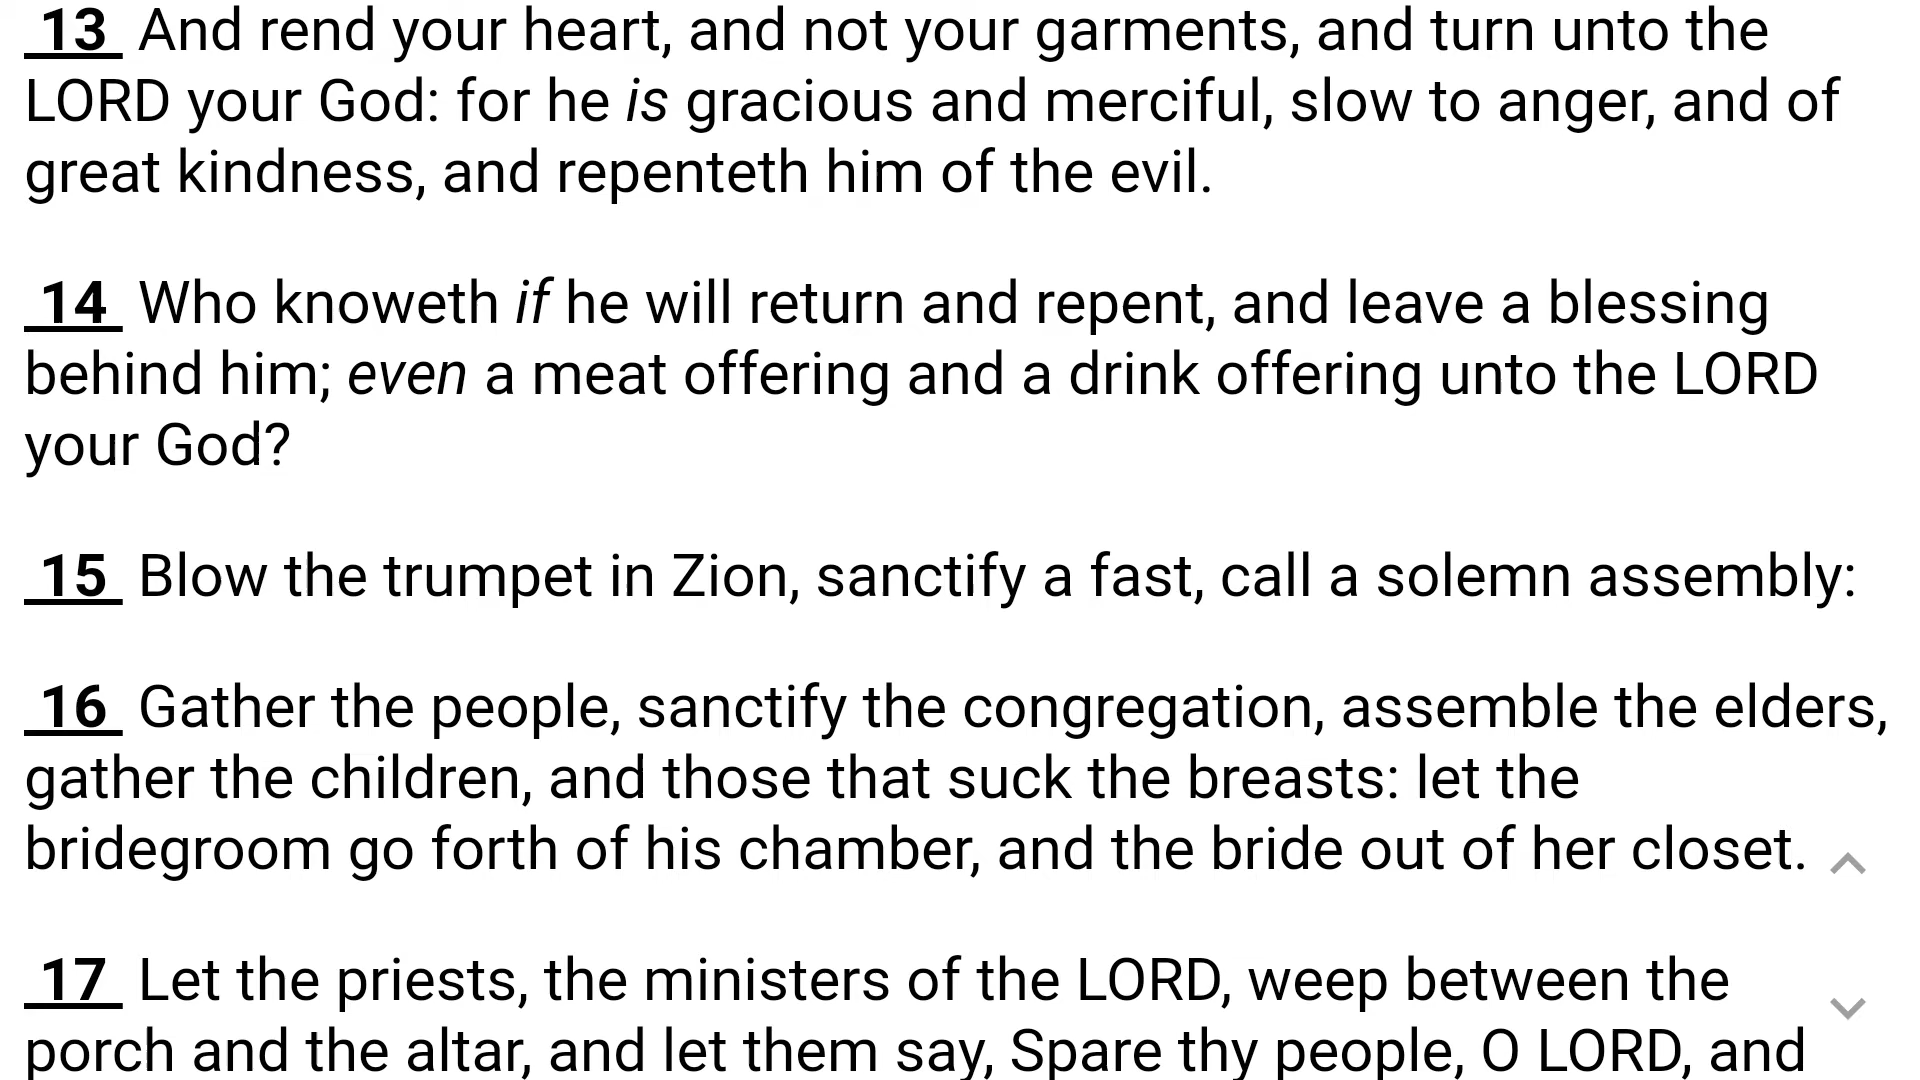 13 And rend your heart, and not your garments, and turn unto the
LORD your God: for he is gracious and merciful, slow to anger, and of
great kindness, and repenteth him of the evil.
14 Who knoweth if he will return and repent, and leave a blessing
behind him; even a meat offering and a drink offering unto the LORD
your God?
15 Blow the trumpet in Zion, sanctify a fast, call a solemn assembly:
16 Gather the people, sanctify the congregation, assemble the elders,
gather the children, and those that suck the breasts: let the
bridegroom go forth of his chamber, and the bride out of her closet.
17 Let the priests, the ministers of the LORD, weep between the
porch and the altar, and let them say, Spare thy people, O LORD, and